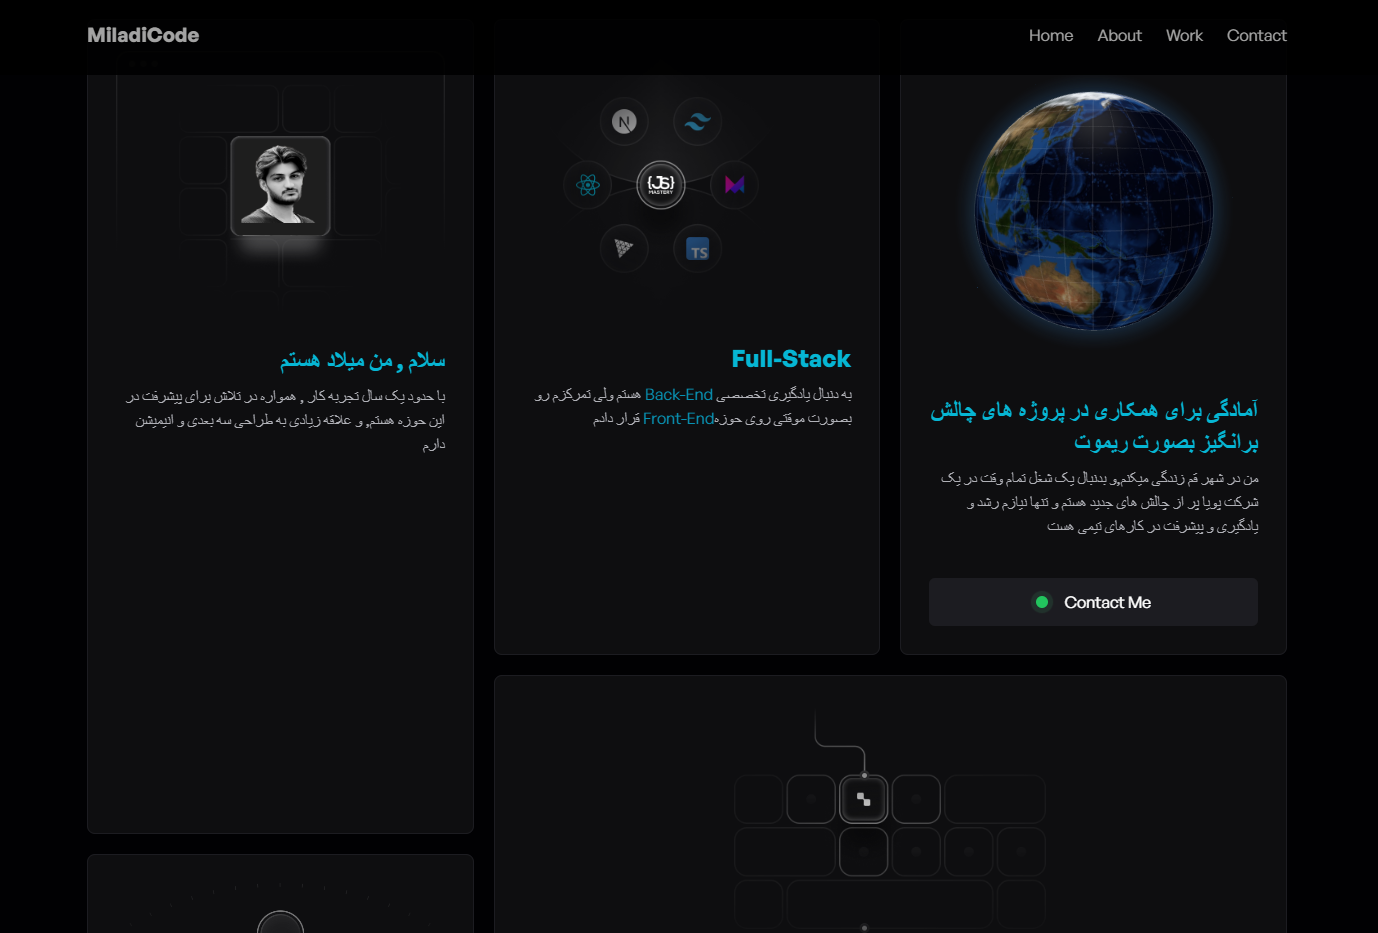 MiladiCode
Home
About
Work
Contact
N
{JS}
MASTERY
TS
سلام , من میلاد هستم
با حدود یک سال تجربه کار , همواره در تلاش برای پیشرفت در
این حوزه هستم, و علاقه زیادی به طراحی سه بعدی و انیمیشن
دارم
Full-Stack
به دنبال یادگیری تخصصی Back-End هستم ولی تمرکزم رو
بصورت موقتی روی حوزهFront-End قرار دادم
آمادگی برای همکاری در پروژه های چالش
برانگیز بصورت ریموت
من در شهر قم زندگی میکنم,و بدنبال یک شغل تمام وقت در یک
شرکت پویا پر از چالش های جدید هستم و تنها نیازم رشد و
یادگیری و پیشرفت در کارهای تیمی هست
Contact Me